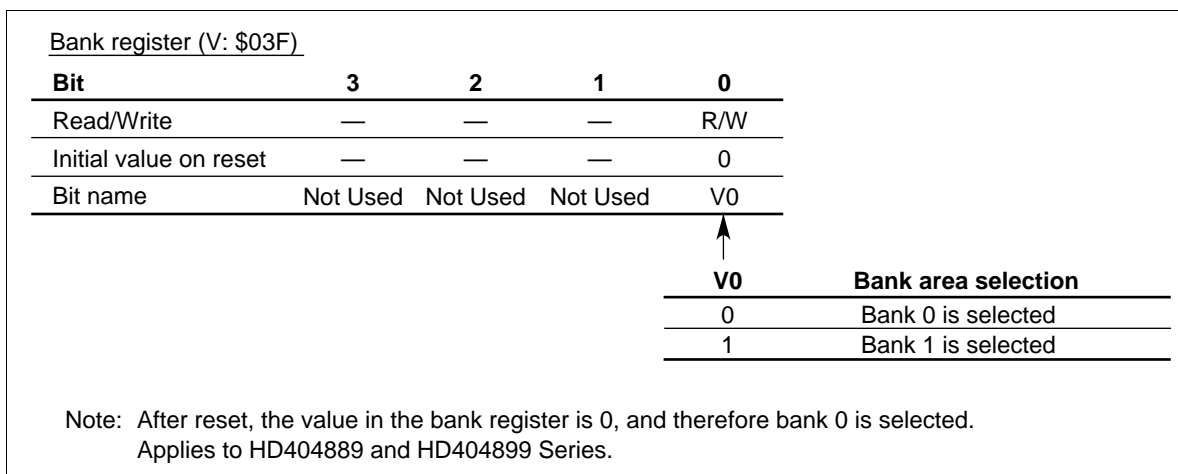 Bank register (V: $03F)
Bit 3 2 1 0
Read/Write — — — R/W
Initial value on reset — — — 0
Bit name Not Used Not Used Not Used V0
V0 Bank area selection
0 Bank 0 is selected
1 Bank 1 is selected
Note: After reset, the value in the bank register is 0, and therefore bank 0 is selected.
Applies to HD404889 and HD404899 Series.